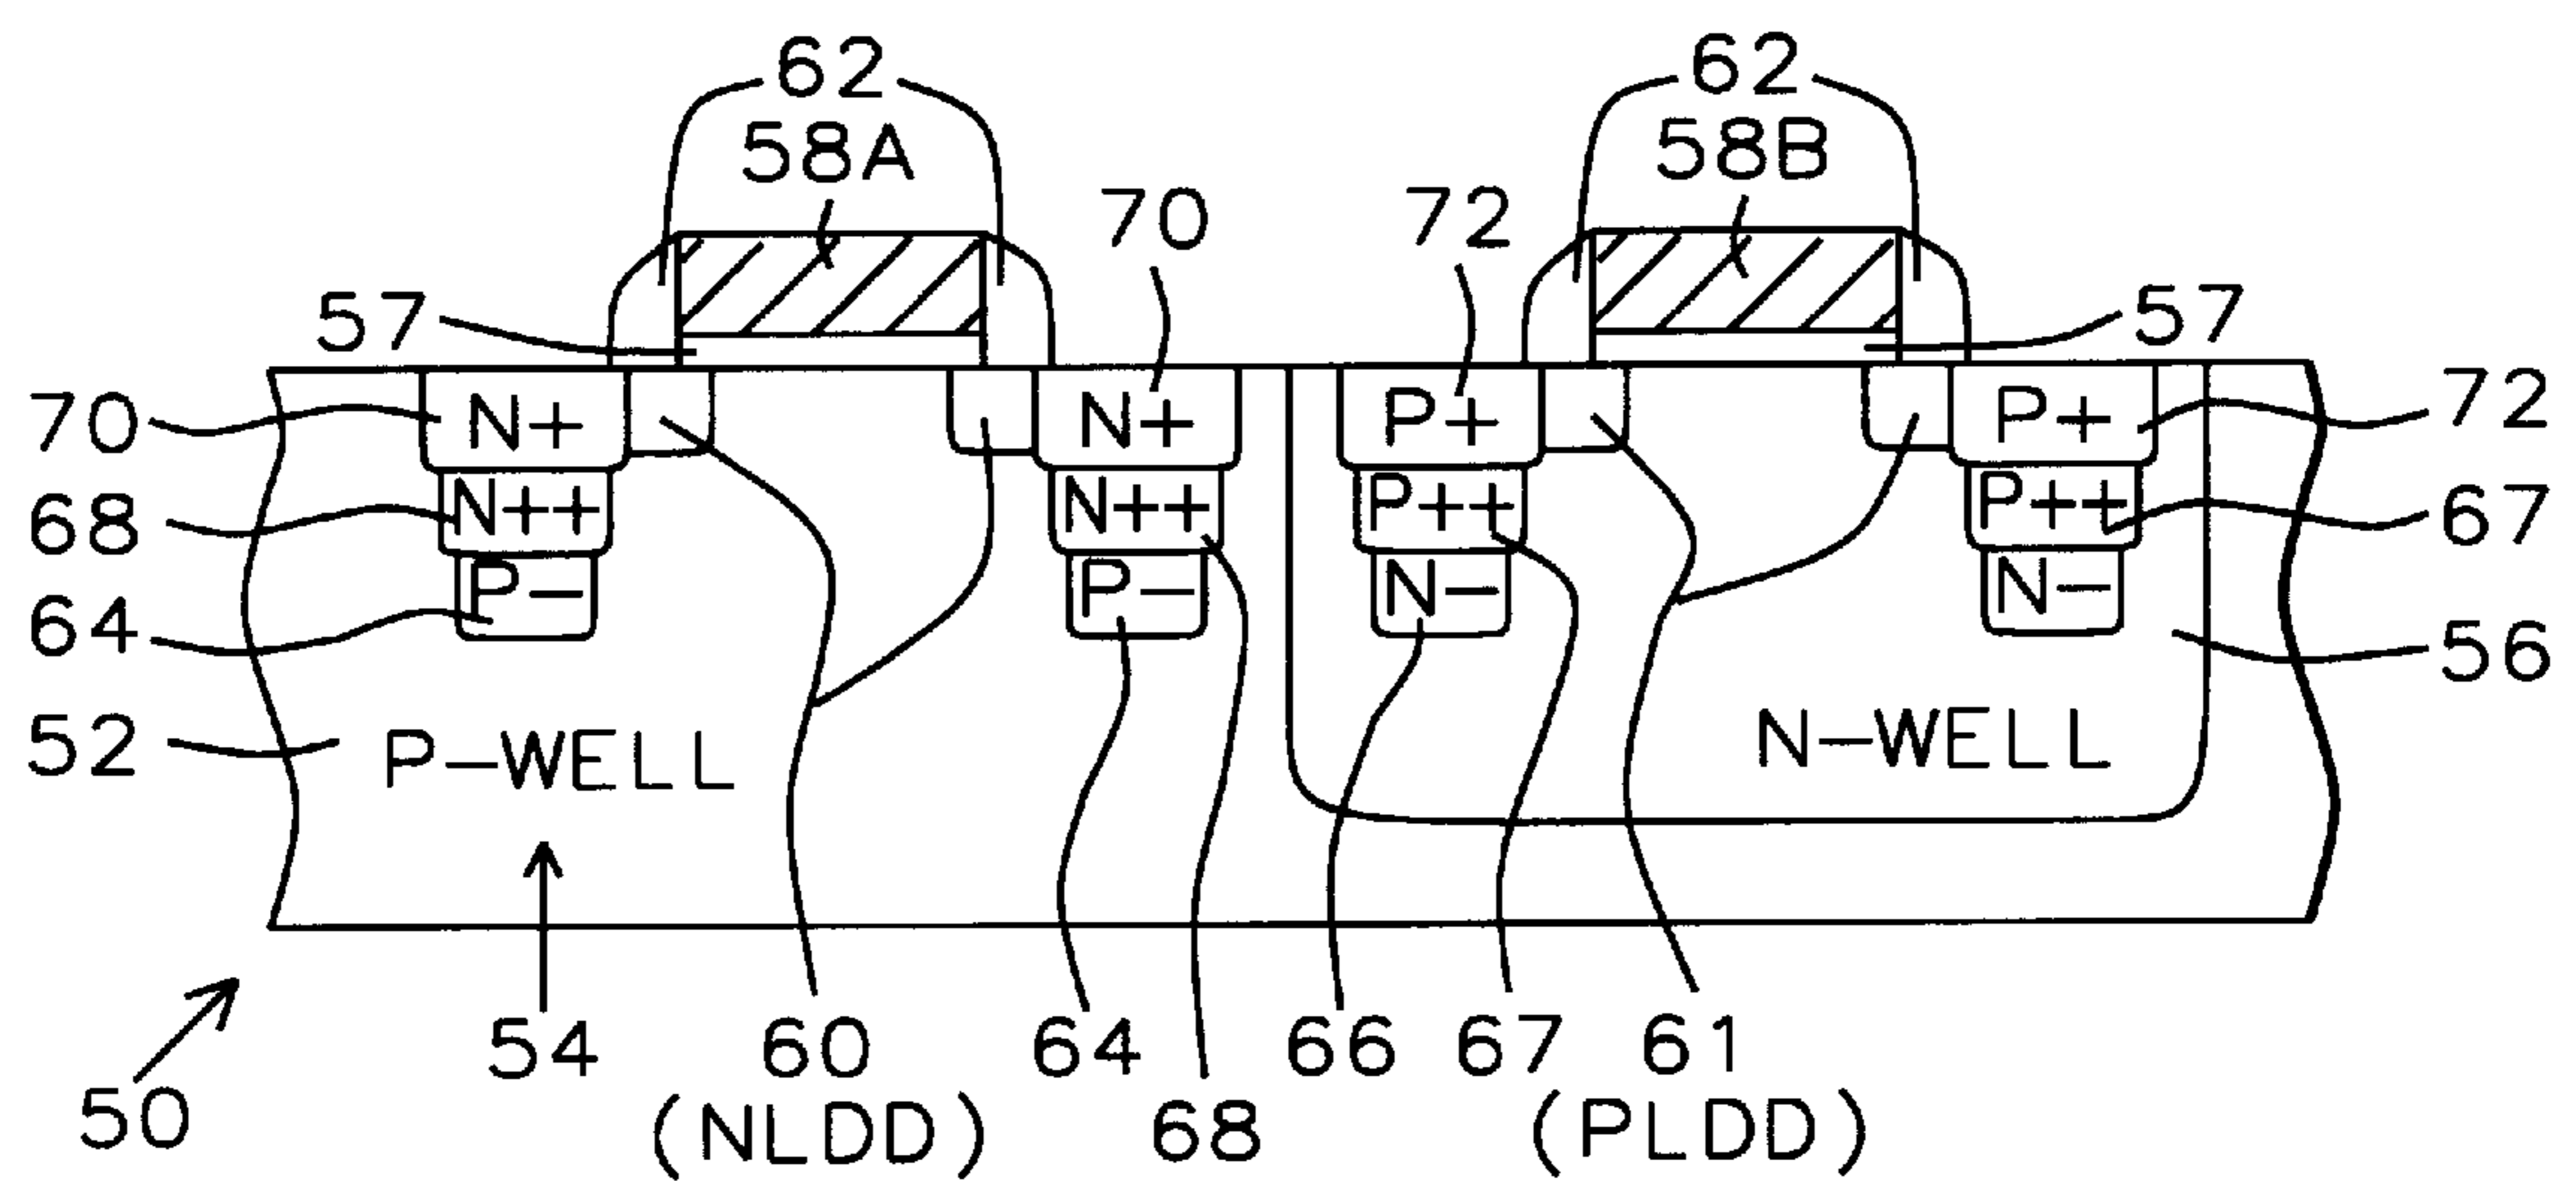 62 62
58A 58B
70 72
57 57
70 N+ N+ P+ P+ 72
68 N++ N++ P++ P++ 67
64 P- P- N- N-
56
52 P-WELL N-WELL
54 60 64 66 67 61
50 (NLDD) 68 (PLDD)